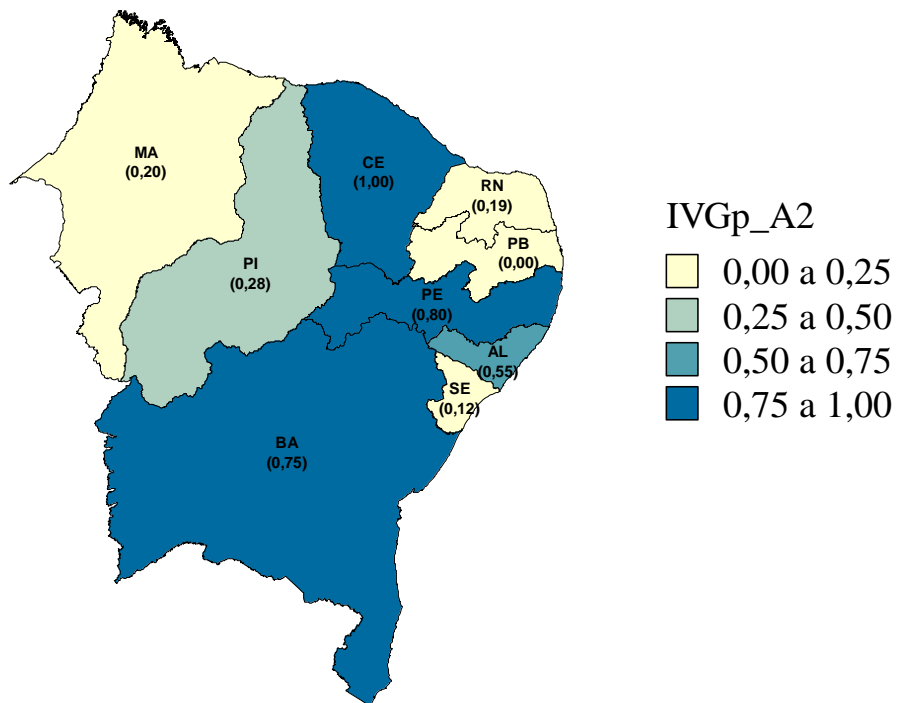 MA
(0,20)
CE
(1,00)
RN
(0,19)
PB
(0,00)
PI
(0,28)
PE
(0,80)
AL
(0,55)
SE
(0,12)
BA
(0,75)
IVGp_A2
0,00 a 0,25
0,25 a 0,50
0,50 a 0,75
0,75 a 1,00